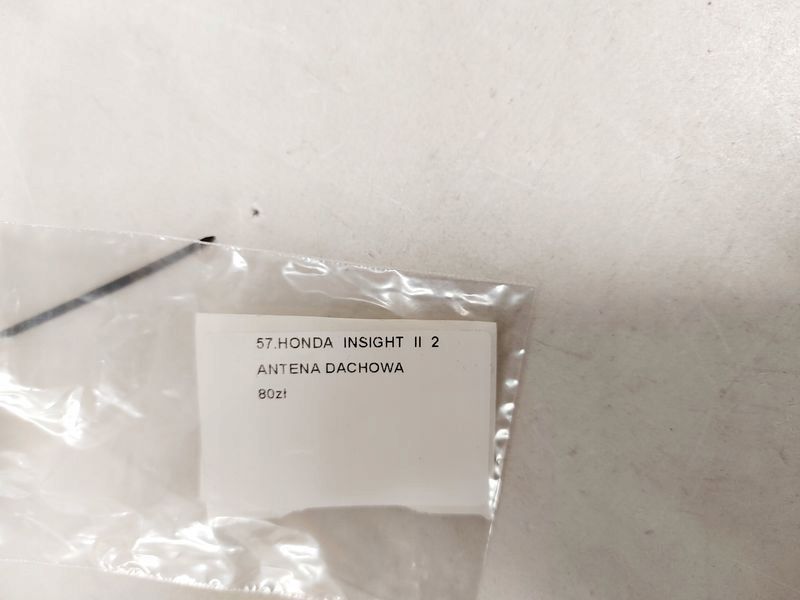 57.HONDA INSIGHT II 2
ANTENA DACHOWA
80zł